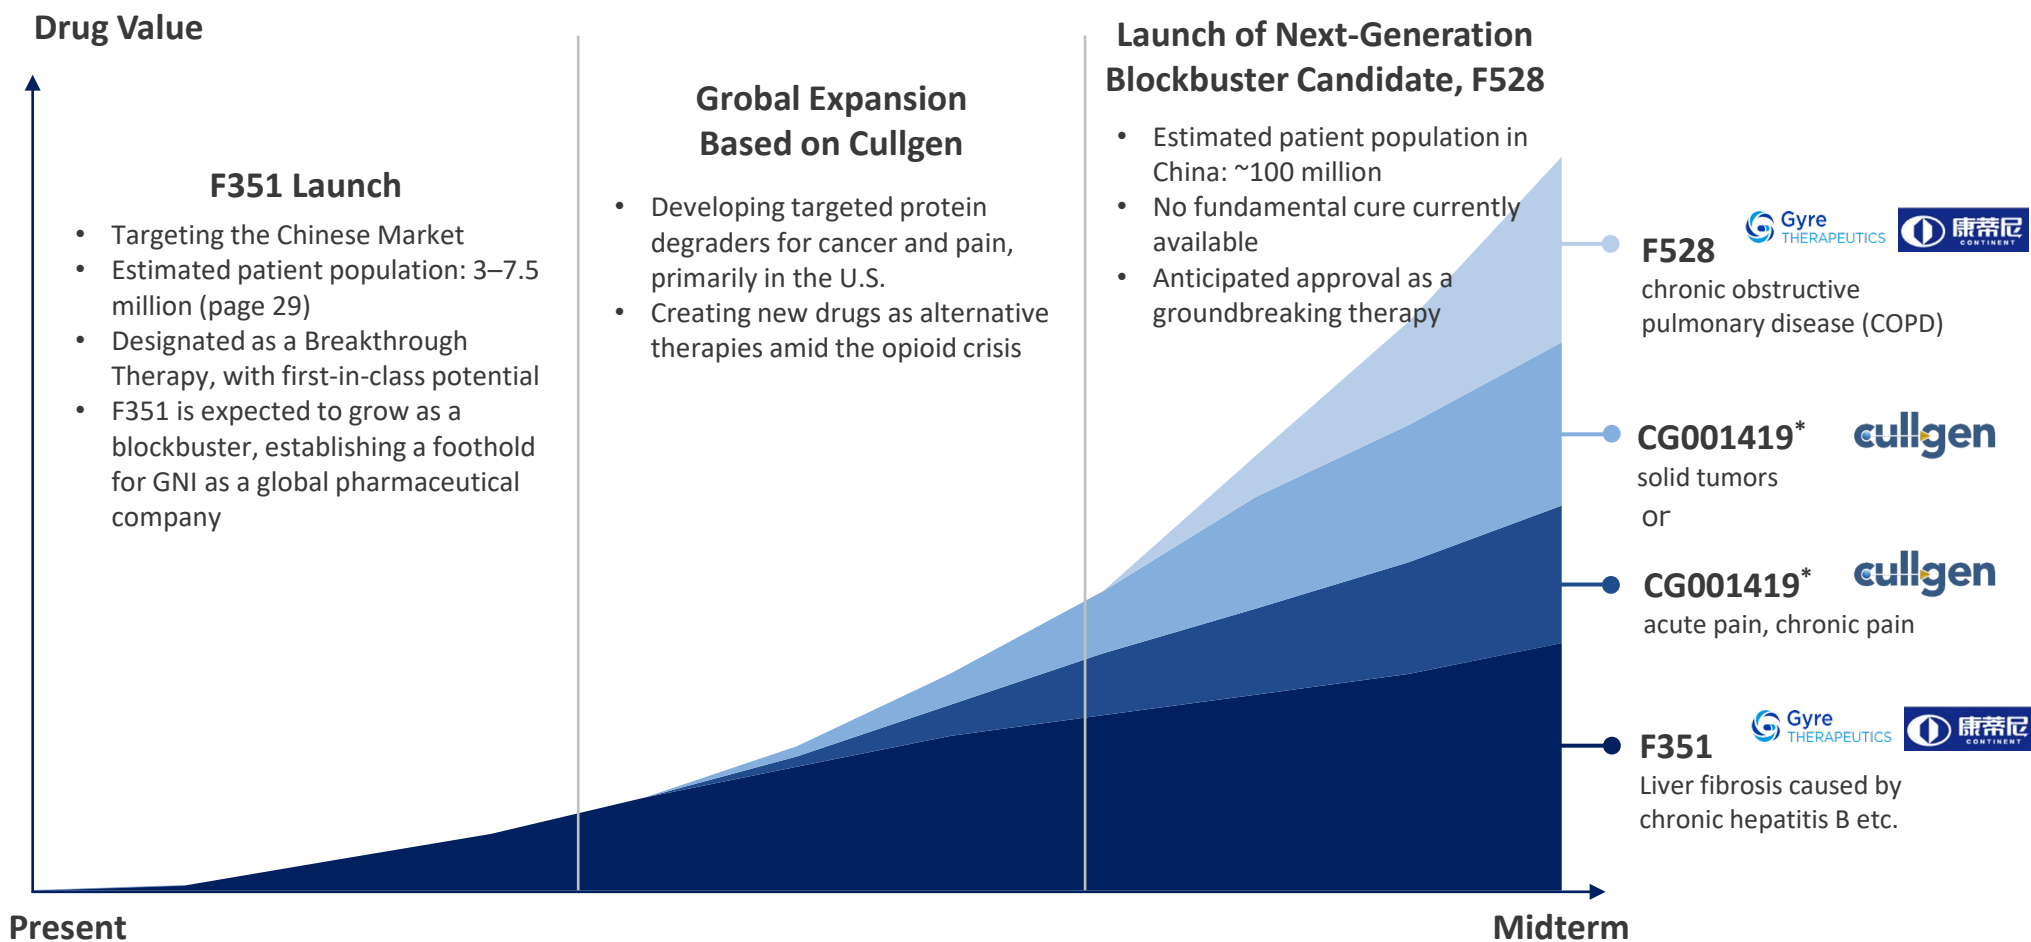 Drug Value
F351 Launch
• Targeting the Chinese Market
• Estimated patient population: 3–7.5
million (page 29)
• Designated as a Breakthrough
Therapy, with first-in-class potential
• F351 is expected to grow as a
blockbuster, establishing a foothold
for GNI as a global pharmaceutical
company
Grobal Expansion
Based on Cullgen
• Developing targeted protein
degraders for cancer and pain,
primarily in the U.S.
• Creating new drugs as alternative
therapies amid the opioid crisis
Launch of Next-Generation
Blockbuster Candidate, F528
• Estimated patient population in
China: ~100 million
• No fundamental cure currently
available
• Anticipated approval as a
groundbreaking therapy
F528
Gyre
THERAPEUTICS
康蒂尼
CONTINENT
chronic obstructive
pulmonary disease (COPD)
CG001419*
cullgen
solid tumors
or
CG001419*
cullgen
acute pain, chronic pain
F351
Gyre
THERAPEUTICS
康蒂尼
CONTINENT
Liver fibrosis caused by
chronic hepatitis B etc.
Present
Midterm